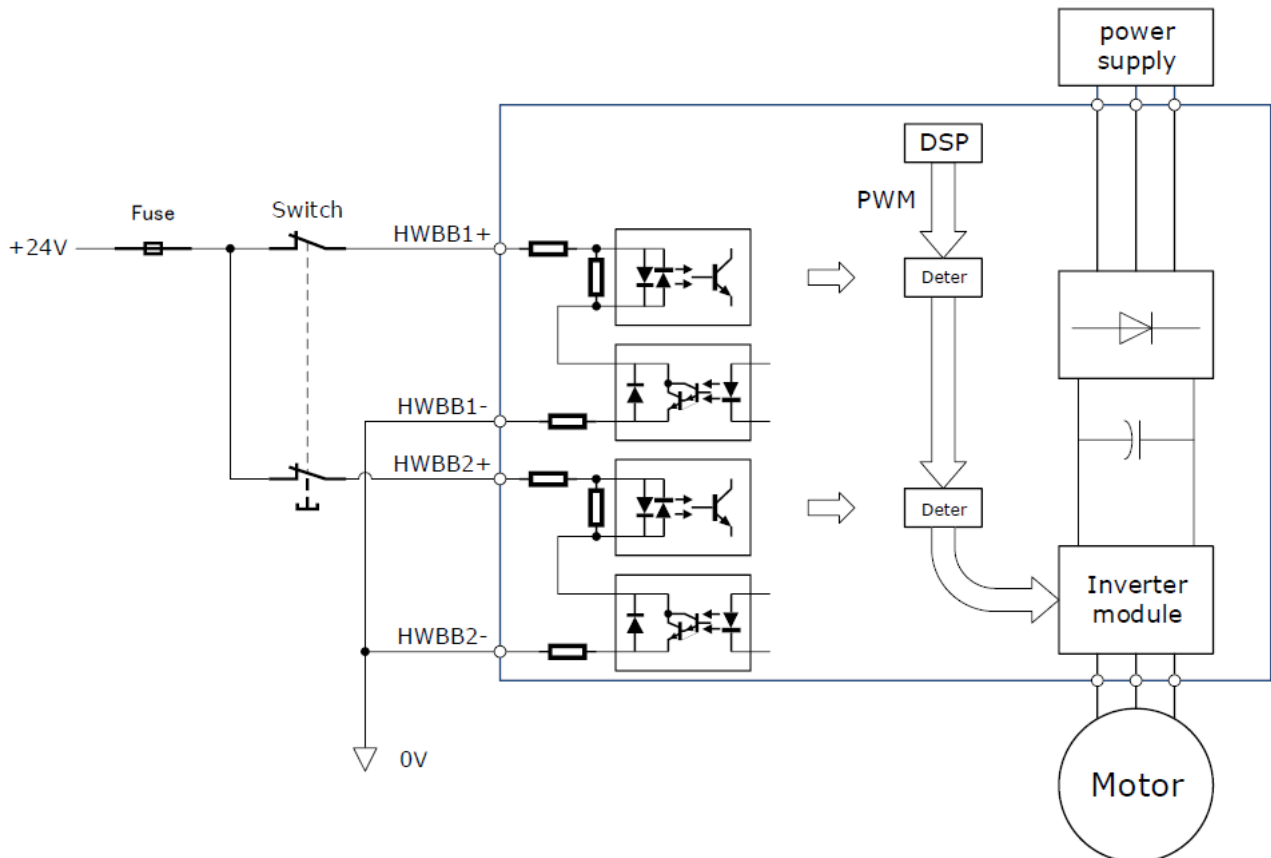 power
supply
DSP
PWM
Fuse
Switch
+24V
HWBB1+
Deter
HWBB1-
HWBB2+
Deter
Inverter
module
HWBB2-
0V
Motor